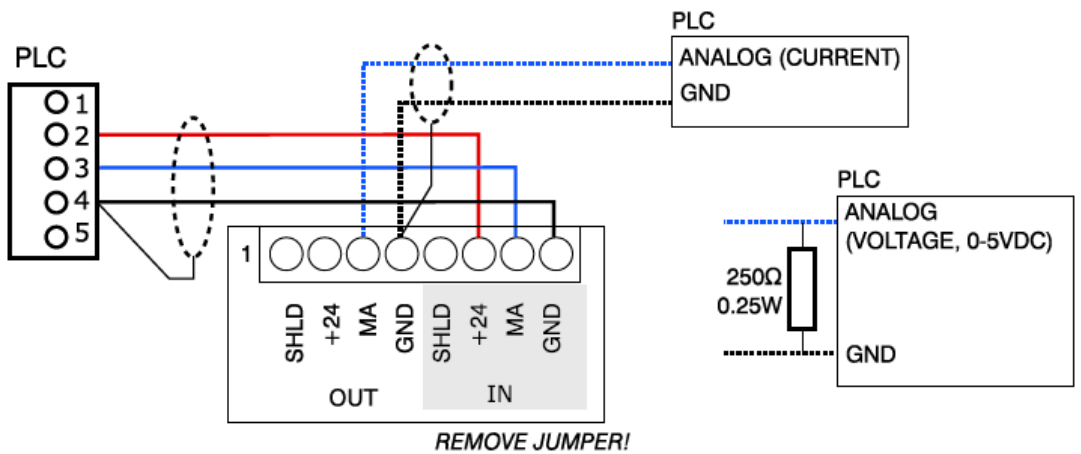 PLC
ANALOG (CURRENT)
GND
PLC
1
2
3
4
5
PLC
ANALOG
(VOLTAGE, 0-5VDC)
250Ω
0.25W
GND
1
SHLD
+24
MA
GND
SHLD
+24
MA
GND
OUT
IN
REMOVE JUMPER!